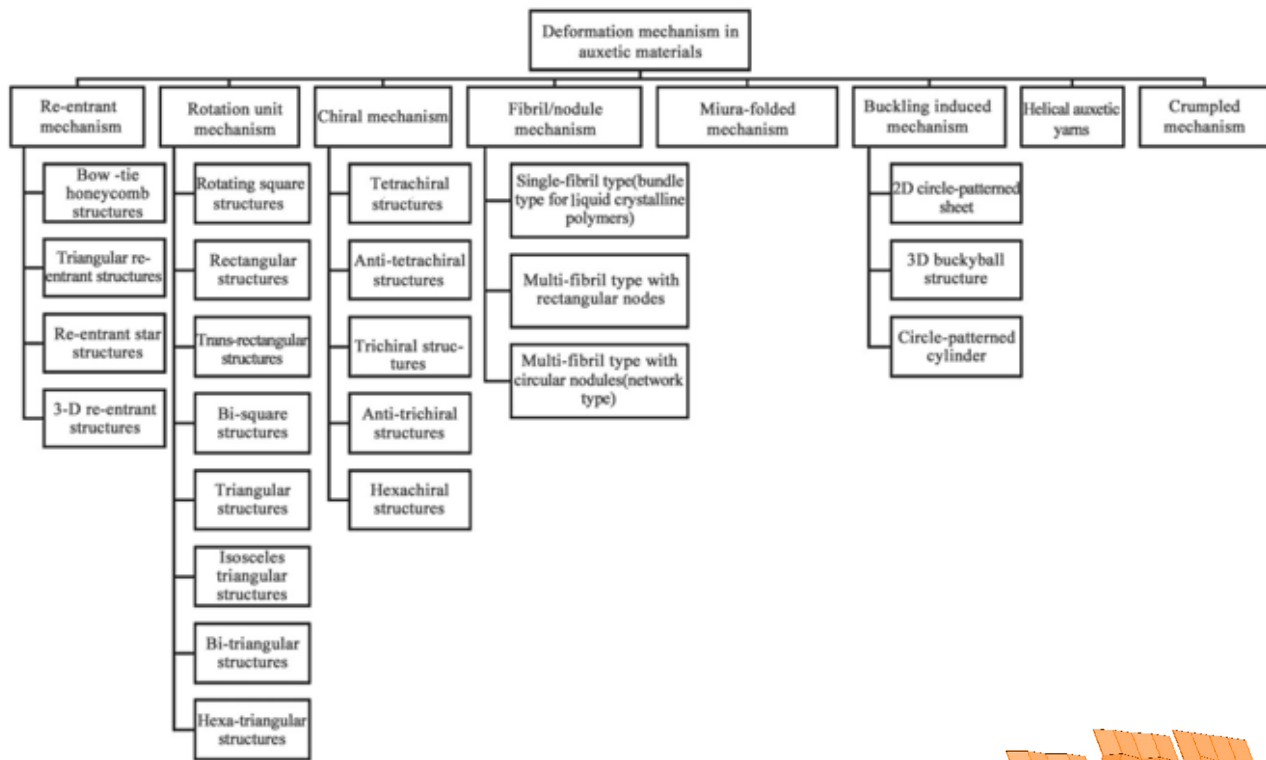 Deformation mechanism in
auxetic materials
Re-entrant
mechanism
Rotation unit
mechanism
Chiral mechanism
Fibril/nodule
mechanism
Miura-folded
mechanism
Buckling induced
mechanism
Helical auxetic
yarns
Crumpled
mechanism
Bow -tie
honeycomb
structures
Triangular re-
entrant structures
Re-entrant star
structures
3-D re-entrant
structures
Rotating square
structures
Rectangular
structures
Trans-rectangular
structures
Bi-square
structures
Triangular
structures
Isosceles
triangular
structures
Bi-triangular
structures
Hexa-triangular
structures
Tetrachiral
structures
Anti-tetrachiral
structures
Trichiral struc-
tures
Anti-trichiral
structures
Hexachiral
structures
Single-fibril type(bundle
type for liquid crystalline
polymers)
Multi-fibril type with
rectangular nodes
Multi-fibril type with
circular nodules(network
type)
2D circle-patterned
sheet
3D buckyball
structure
Circle-patterned
cylinder